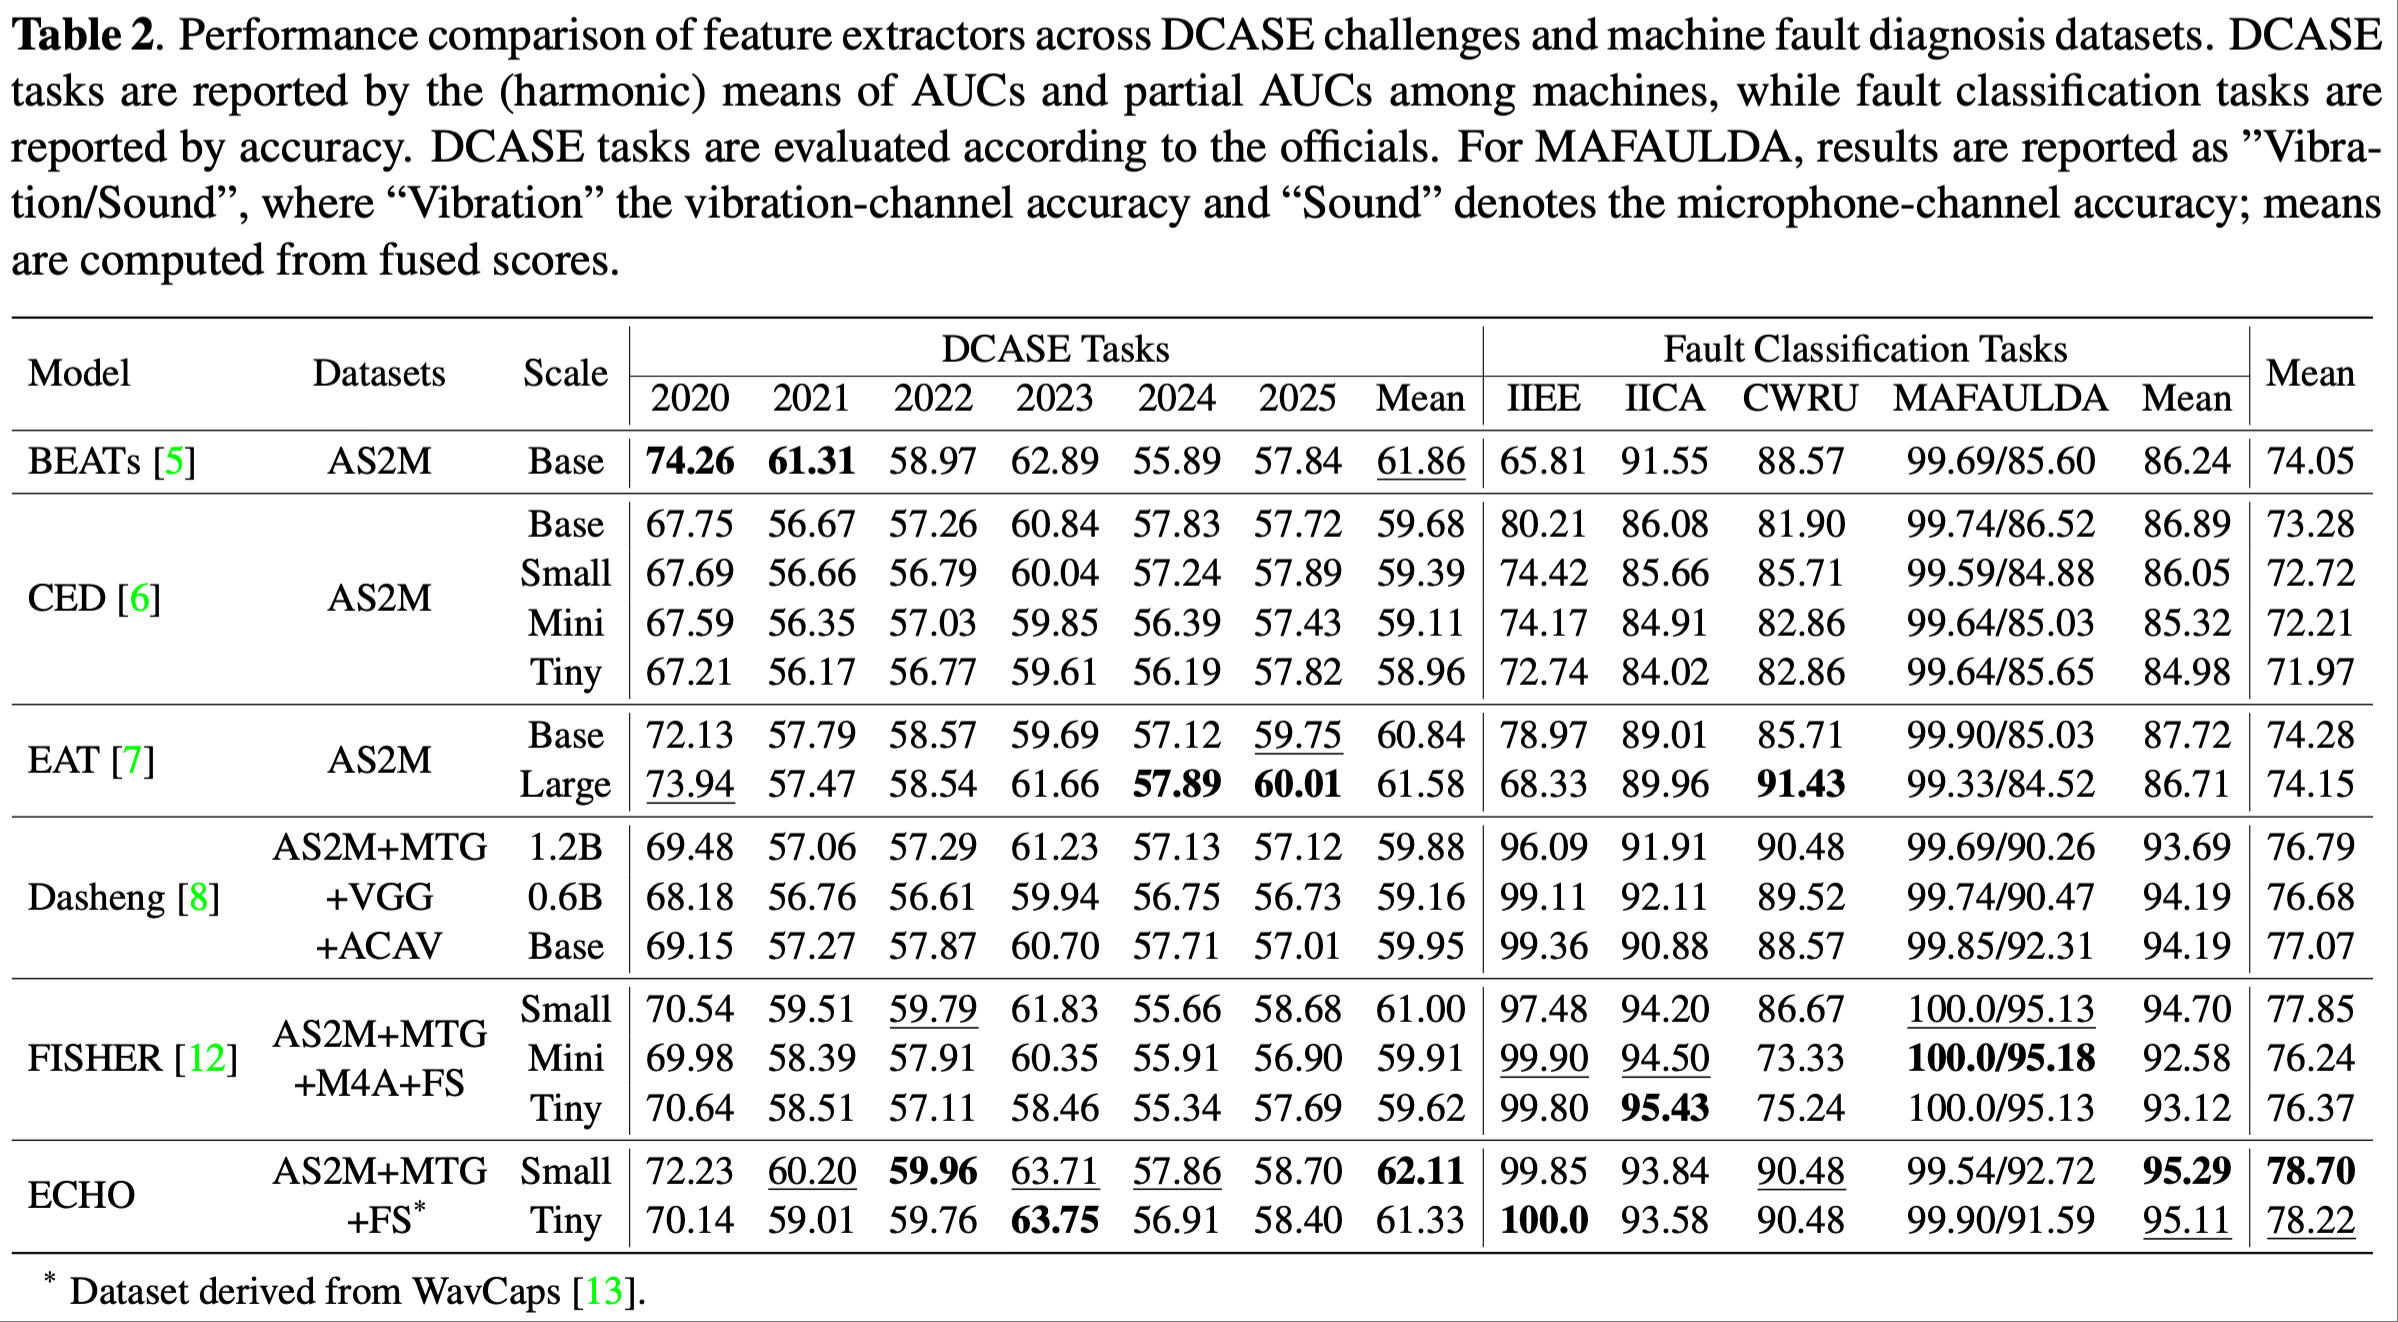 Table 2. Performance comparison of feature extractors across DCASE challenges and machine fault diagnosis datasets. DCASE
tasks are reported by the (harmonic) means of AUCs and partial AUCs among machines, while fault classification tasks are
reported by accuracy. DCASE tasks are evaluated according to the officials. For MAFAULDA, results are reported as ”Vibra-
tion/Sound”, where “Vibration” the vibration-channel accuracy and “Sound” denotes the microphone-channel accuracy; means
are computed from fused scores.
Model Datasets Scale DCASE Tasks Fault Classification Tasks Mean
2020 2021 2022 2023 2024 2025 Mean IIEE IICA CWRU MAFAULDA Mean
BEATs [5] AS2M Base 74.26 61.31 58.97 62.89 55.89 57.84 61.86 65.81 91.55 88.57 99.69/85.60 86.24 74.05
CED [6] AS2M
Base 67.75 56.67 57.26 60.84 57.83 57.72 59.68 80.21 86.08 81.90 99.74/86.52 86.89 73.28
Small 67.69 56.66 56.79 60.04 57.24 57.89 59.39 74.42 85.66 85.71 99.59/84.88 86.05 72.72
Mini 67.59 56.35 57.03 59.85 56.39 57.43 59.11 74.17 84.91 82.86 99.64/85.03 85.32 72.21
Tiny 67.21 56.17 56.77 59.61 56.19 57.82 58.96 72.74 84.02 82.86 99.64/85.65 84.98 71.97
EAT [7] AS2M
Base 72.13 57.79 58.57 59.69 57.12 59.75 60.84 78.97 89.01 85.71 99.90/85.03 87.72 74.28
Large 73.94 57.47 58.54 61.66 57.89 60.01 61.58 68.33 89.96 91.43 99.33/84.52 86.71 74.15
AS2M+MTG 1.2B 69.48 57.06 57.29 61.23 57.13 57.12 59.88 96.09 91.91 90.48 99.69/90.26 93.69 76.79
Dasheng [8] +VGG 0.6B 68.18 56.76 56.61 59.94 56.75 56.73 59.16 99.11 92.11 89.52 99.74/90.47 94.19 76.68
+ACAV Base 69.15 57.27 57.87 60.70 57.71 57.01 59.95 99.36 90.88 88.57 99.85/92.31 94.19 77.07
FISHER [12]
AS2M+MTG
+M4A+FS
Small 70.54 59.51 59.79 61.83 55.66 58.68 61.00 97.48 94.20 86.67 100.0/95.13 94.70 77.85
Mini 69.98 58.39 57.91 60.35 55.91 56.90 59.91 99.90 94.50 73.33 100.0/95.18 92.58 76.24
Tiny 70.64 58.51 57.11 58.46 55.34 57.69 59.62 99.80 95.43 75.24 100.0/95.13 93.12 76.37
ECHO
AS2M+MTG Small 72.23 60.20 59.96 63.71 57.86 58.70 62.11 99.85 93.84 90.48 99.54/92.72 95.29 78.70
+FS* Tiny 70.14 59.01 59.76 63.75 56.91 58.40 61.33 100.0 93.58 90.48 99.90/91.59 95.11 78.22
* Dataset derived from WavCaps [13].